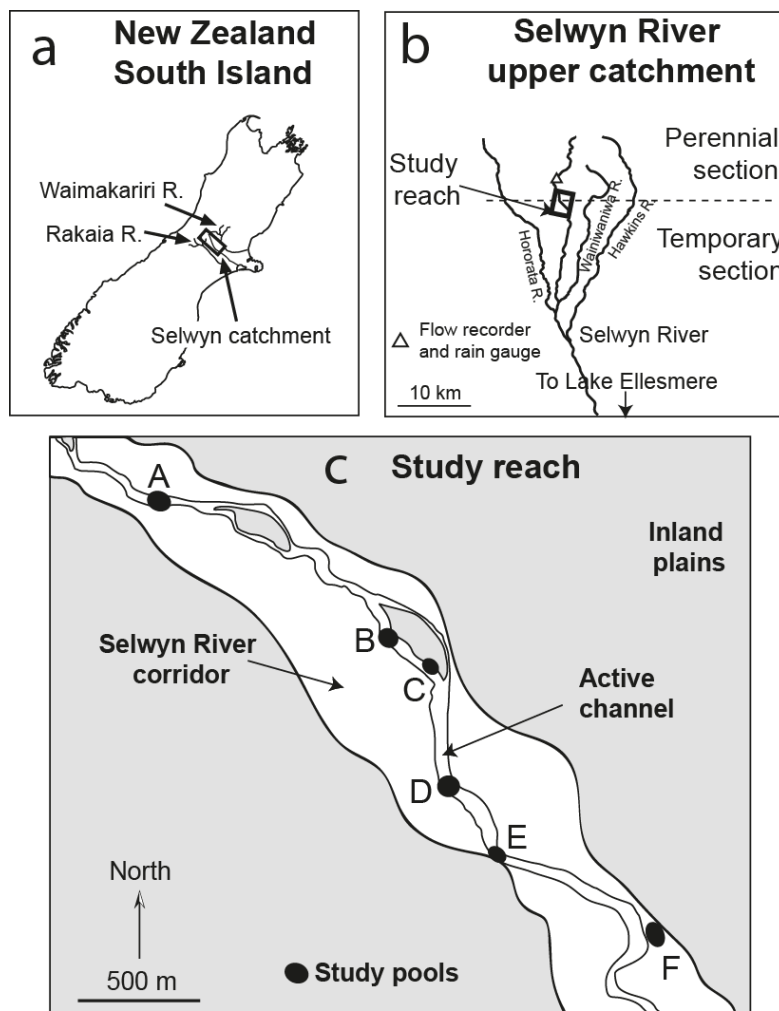 a
New Zealand
South Island
Waimakariri R.
Rakaia R.
Selwyn catchment
b
Selwyn River
upper catchment
Perennial
section
Study
reach
Temporary
section
Hororata R.
Wainiwaniwa R.
Hawkins R.
Flow recorder
and rain gauge
Selwyn River
10 km
To Lake Ellesmere
c Study reach
A
Inland
plains
B
Selwyn River
corridor
C
Active
channel
D
E
North
500 m
Study pools
F